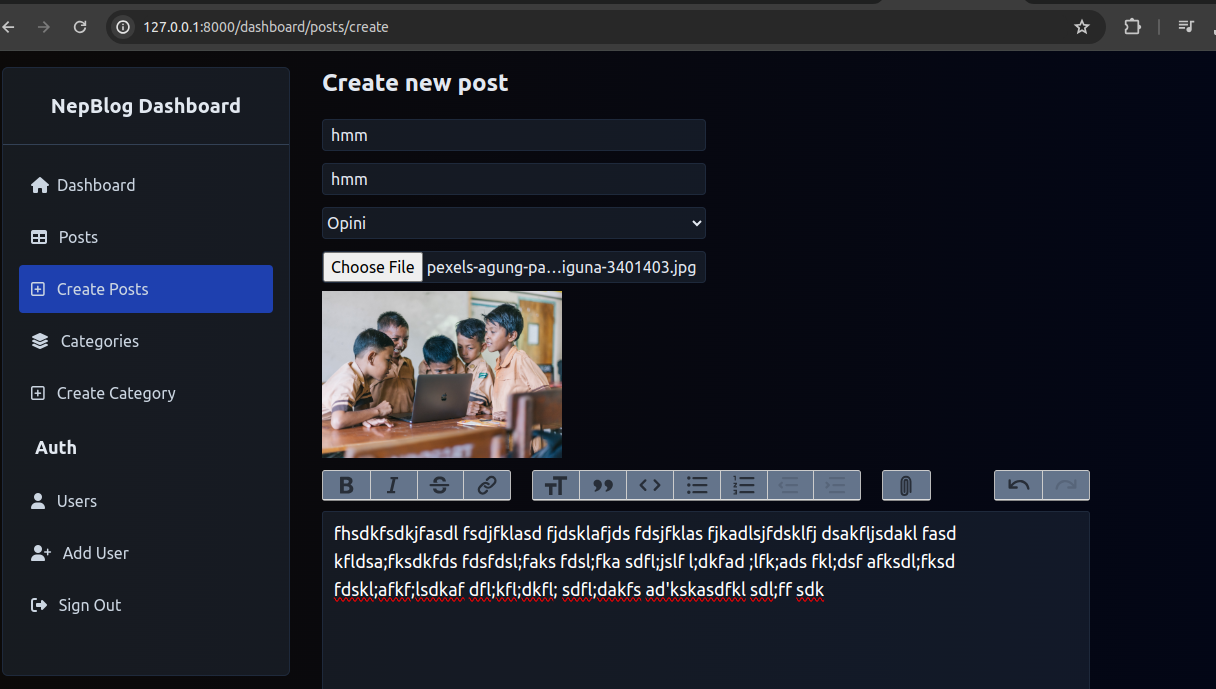 127.0.0.1:8000/dashboard/posts/create
NepBlog Dashboard
Dashboard
Posts
Create Posts
Categories
Create Category
Auth
Users
Add User
Sign Out
Create new post
hmm
hmm
Opini
Choose File pexels-agung-pa...iguna-3401403.jpg
fhsdkfsdkjfasdl fsdjfklasd fjdsklafjds fdsjfklas fjkadlsjfdsklfj dsakfljsdakl fasd
kfldsa;fksdkfds fdsfdsl;faks fdsl;fka sdfl;jslf l;dkfad ;lfk;ads fkl;dsf afksdl;fksd
fdskl;afkf;lsdkaf dfl;kfl;dkfl; sdfl;dakfs ad'kskasdfkl sdl;ff sdk